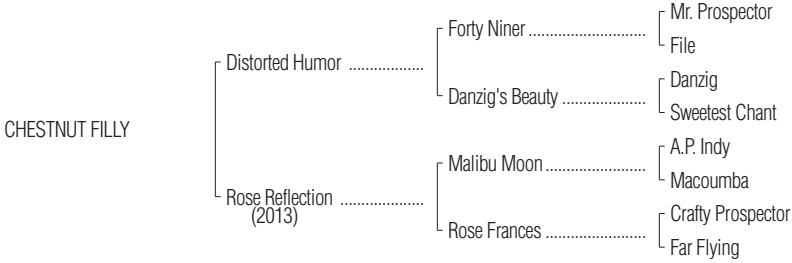 Mr. Prospector
Forty Niner ..........................
File
Distorted Humor ..................
Danzig
Danzig's Beauty ....................
Sweetest Chant
CHESTNUT FILLY
A.P. Indy
Malibu Moon ........................
Macoumba
Rose Reflection ....................
(2013)
Crafty Prospector
Rose Frances ........................
Far Flying